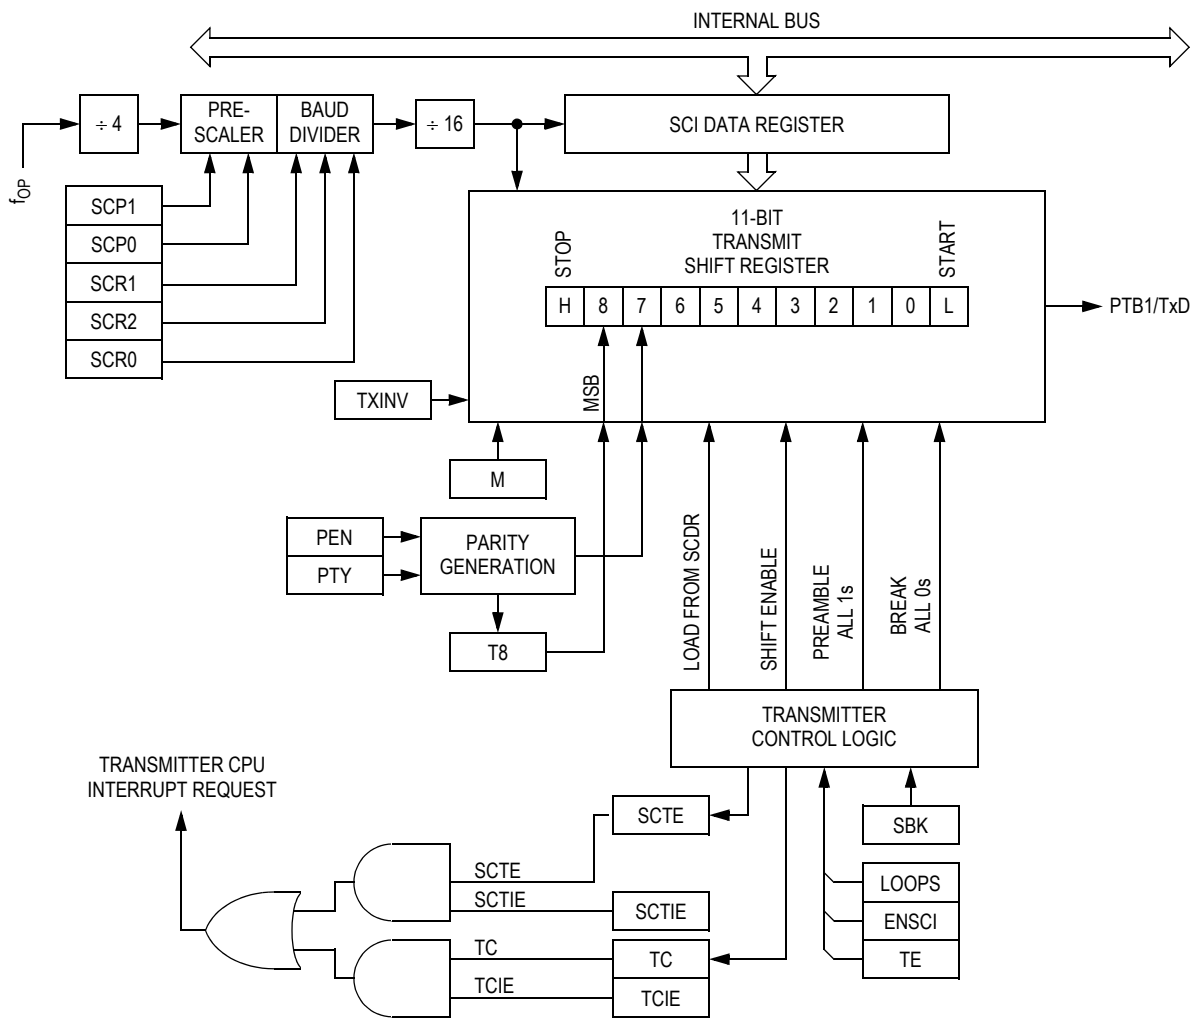 INTERNAL BUS
÷ 4
PRE-
SCALER
BAUD
DIVIDER
÷ 16
SCI DATA REGISTER
fOP
SCP1
SCP0
SCR1
SCR2
SCR0
11-BIT
TRANSMIT
SHIFT REGISTER
STOP
START
H 8 7 6 5 4 3 2 1 0 L
PTB1/TxD
TXINV
MSB
M
PEN
PTY
PARITY
GENERATION
T8
LOAD FROM SCDR
SHIFT ENABLE
PREAMBLE
ALL 1s
BREAK
ALL 0s
TRANSMITTER
CONTROL LOGIC
TRANSMITTER CPU
INTERRUPT REQUEST
SCTE
SBK
SCTE
SCTIE
SCTIE
LOOPS
ENSCI
TE
TC
TC
TCIE
TCIE